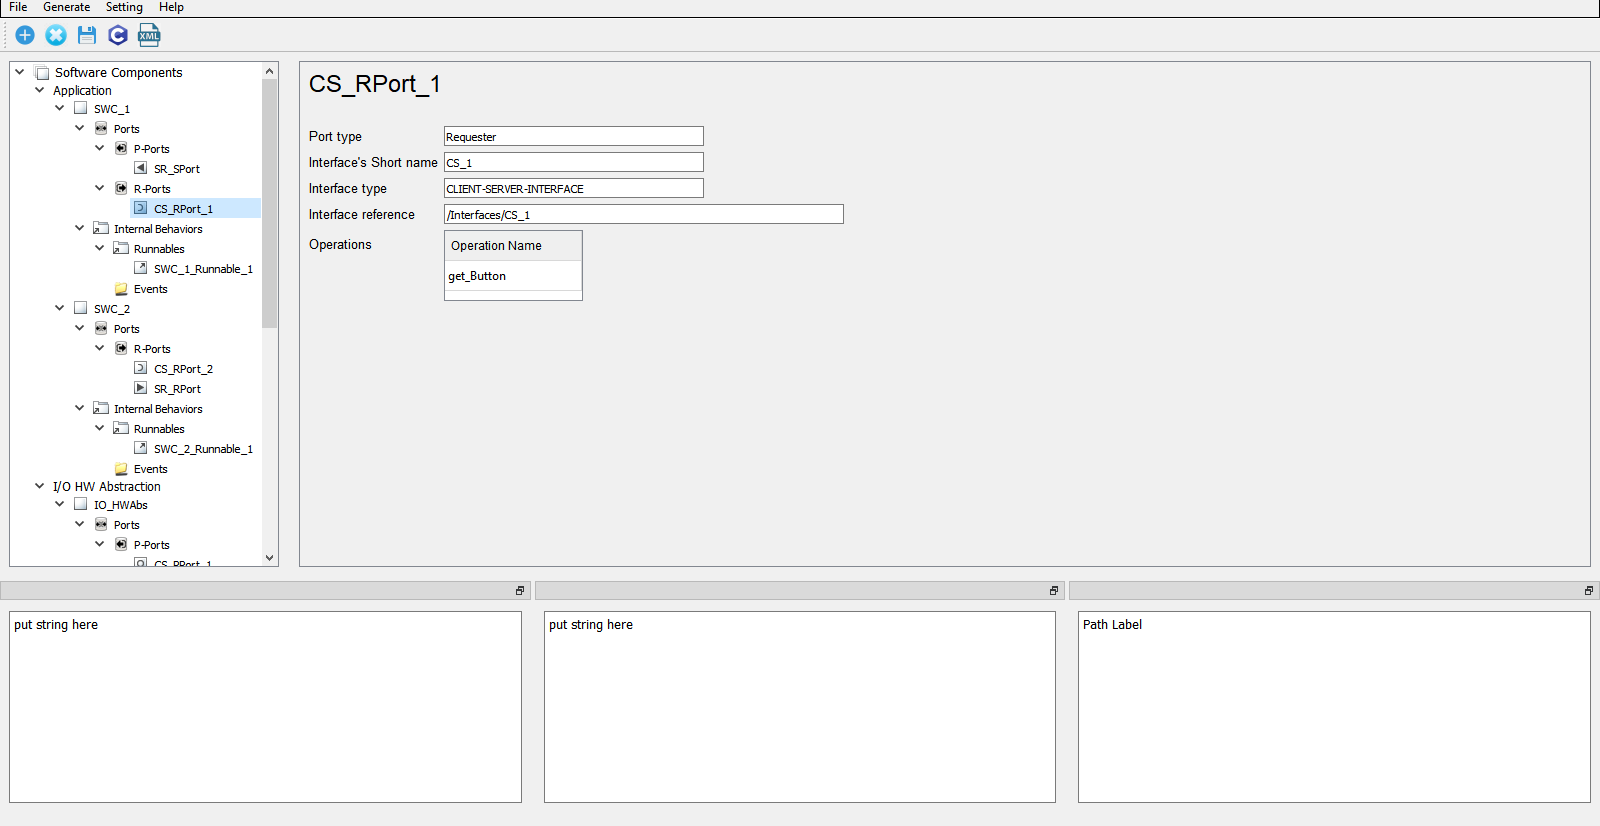 File Generate Setting Help
XML
Software Components
Application
SWC_1
Ports
P-Ports
SR_SPort
R-Ports
CS_RPort_1
Internal Behaviors
Runnables
SWC_1_Runnable_1
Events
SWC_2
Ports
R-Ports
CS_RPort_2
SR_RPort
Internal Behaviors
Runnables
SWC_2_Runnable_1
Events
I/O HW Abstraction
IO_HWAbs
Ports
P-Ports
CS_RPort_1
Port type Requester
Interface's Short name CS_1
Interface type CLIENT-SERVER-INTERFACE
Interface reference /Interfaces/CS_1
Operations Operation Name
get_Button
put string here
put string here
Path Label